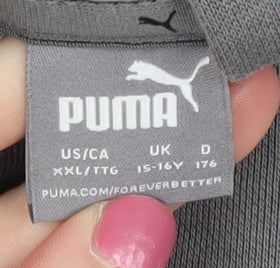 PUMA
US/CA UK D
XXL/TTG 15-16Y 176
PUMA.COM/FOREVERBETTER